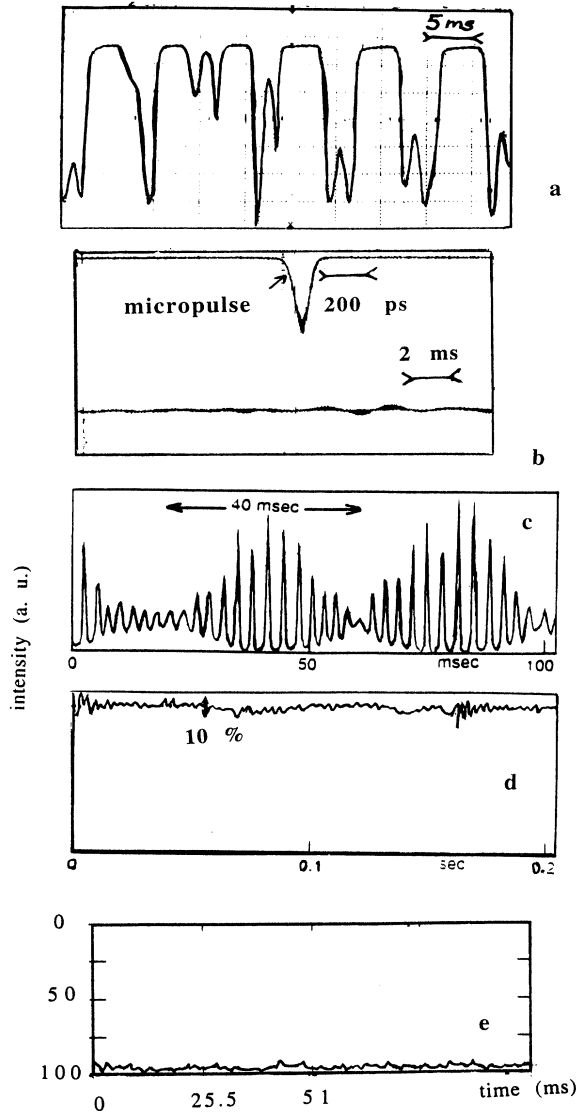 5 ms
a
micropulse 200 ps
2 ms
b
40 msec
c
0 50 msec 100
intensity (a. u.)
10 %
d
0 0.1 sec 0.2
0
50
e
100
0 25.5 51 time (ms)